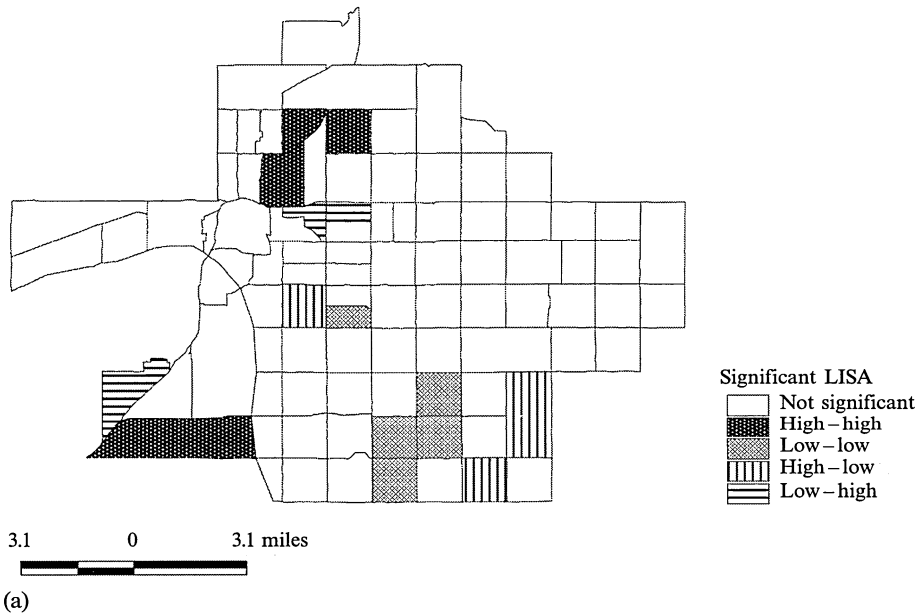 Significant LISA
Not significant
High–high
Low–low
High–low
Low–high
3.1 0 3.1 miles
(a)